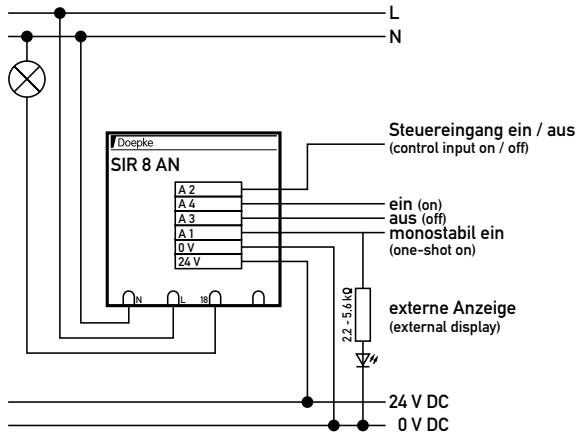 L
N
Doepke
SIR 8 AN
Steuereingang ein / aus
(control input on / off)
A 2
A 4
ein (on)
A 3
aus (off)
A 1
monostabil ein
(one-shot on)
0 V
24 V
N
L
18
2,2 - 5,6 kΩ
externe Anzeige
(external display)
24 V DC
0 V DC